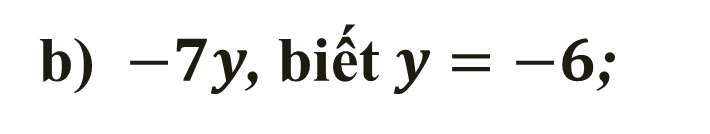 b) −7y, biết y = −6;